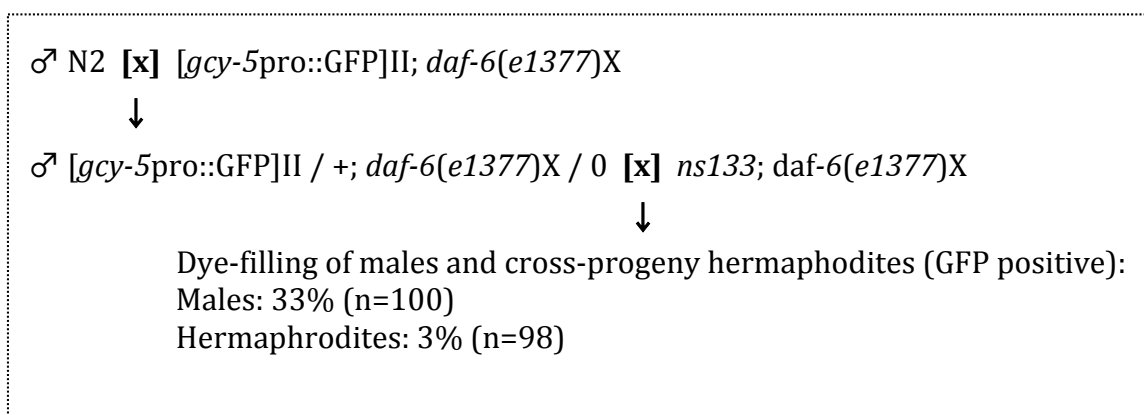 ♂ N2 [x] [gcy-5pro::GFP]II; daf-6(e1377)X
↓
♂ [gcy-5pro::GFP]II / +; daf-6(e1377)X / 0 [x] ns133; daf-6(e1377)X
↓
Dye-filling of males and cross-progeny hermaphodites (GFP positive):
Males: 33% (n=100)
Hermaphrodites: 3% (n=98)